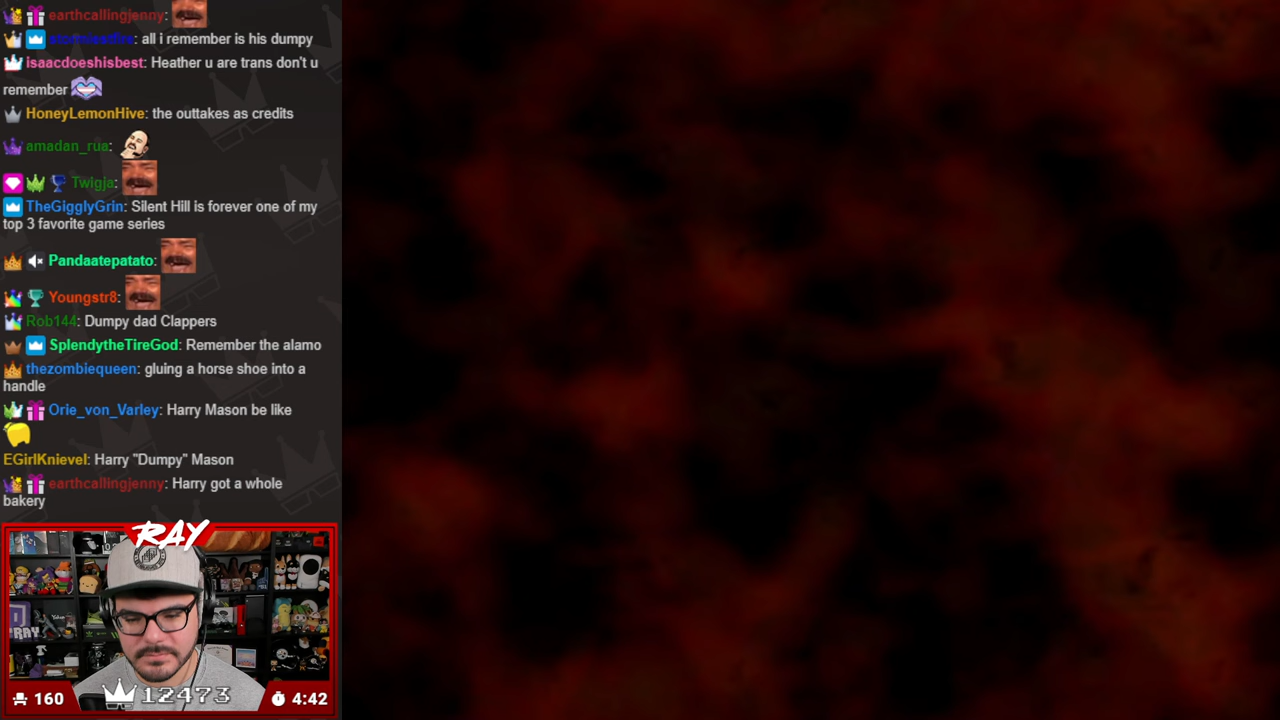 earthcallingjenny:
stormiestfire: all i remember is his dumpy
isaacdoeshisbest: Heather u are trans don't u
remember
HoneyLemonHive: the outtakes as credits
amadan_rua:
Twigja:
TheGigglyGrin: Silent Hill is forever one of my
top 3 favorite game series
Pandaatepatato:
Youngstr8:
Rob144: Dumpy dad Clappers
SplendytheTireGod: Remember the alamo
thezombiequeen: gluing a horse shoe into a
handle
Orie_von_Varley: Harry Mason be like
EGirlKnievel: Harry "Dumpy" Mason
earthcallingjenny: Harry got a whole
bakery
RAY
160
12473
4:42